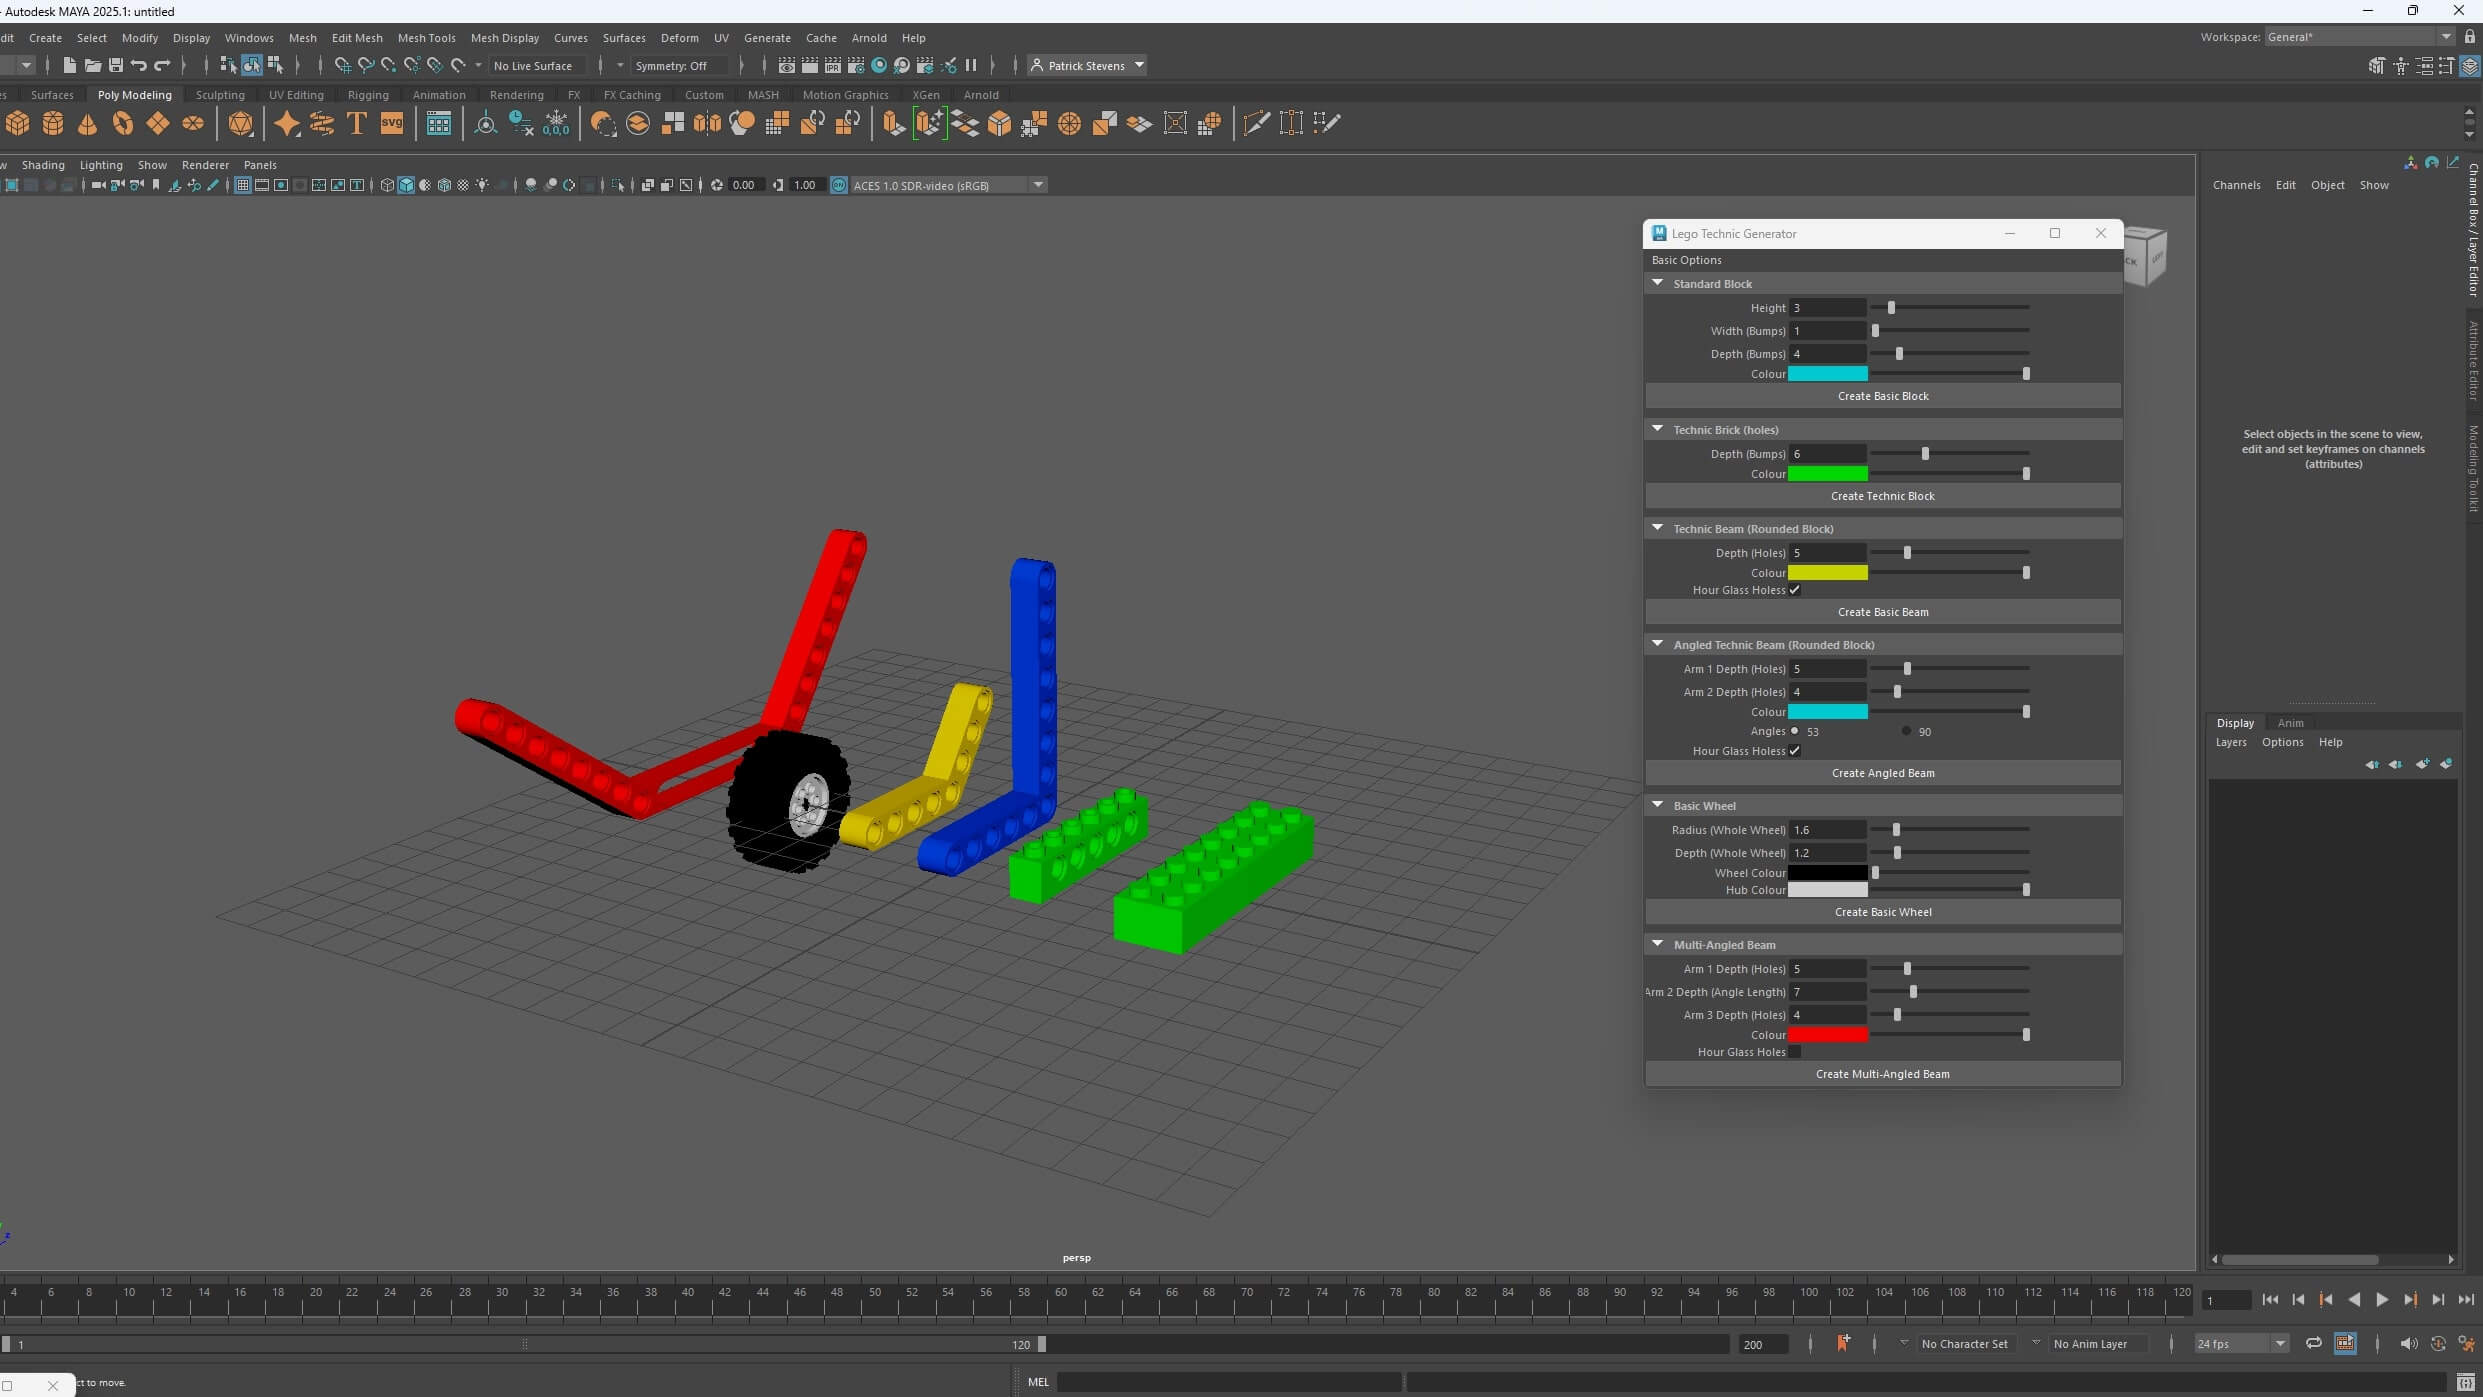 - Autodesk MAYA 2025.1: untitled
dit Create Select Modify Display Windows Mesh Edit Mesh Mesh Tools Mesh Display Curves Surfaces Deform UV Generate Cache Arnold Help
Workspace: General*
No Live Surface Symmetry: Off Patrick Stevens
es Surfaces Poly Modeling Sculpting UV Editing Rigging Animation Rendering FX FX Caching Custom MASH Motion Graphics XGen Arnold
w Shading Lighting Show Renderer Panels
0.00 1.00 ACES 1.0 SDR-video (sRGB)
Channels Edit Object Show
Channel Box / Layer Editor
Attribute Editor
Modeling Toolkit
Select objects in the scene to view,
edit and set keyframes on channels
(attributes)
Lego Technic Generator
Basic Options
Standard Block
Height 3
Width (Bumps) 1
Depth (Bumps) 4
Colour
Create Basic Block
Technic Brick (holes)
Depth (Bumps) 6
Colour
Create Technic Block
Technic Beam (Rounded Block)
Depth (Holes) 5
Colour
Hour Glass Holess
Create Basic Beam
Angled Technic Beam (Rounded Block)
Arm 1 Depth (Holes) 5
Arm 2 Depth (Holes) 4
Colour
Angles 53 90
Hour Glass Holess
Create Angled Beam
Basic Wheel
Radius (Whole Wheel) 1.6
Depth (Whole Wheel) 1.2
Wheel Colour
Hub Colour
Create Basic Wheel
Multi-Angled Beam
Arm 1 Depth (Holes) 5
Arm 2 Depth (Angle Length) 7
Arm 3 Depth (Holes) 4
Colour
Hour Glass Holes
Create Multi-Angled Beam
Display Anim
Layers Options Help
persp
4 6 8 10 12 14 16 18 20 22 24 26 28 30 32 34 36 38 40 42 44 46 48 50 52 54 56 58 60 62 64 66 68 70 72 74 76 78 80 82 84 86 88 90 92 94 96 98 100 102 104 106 108 110 112 114 116 118 120
1
1 120 200 No Character Set No Anim Layer 24 fps
ct to move. MEL